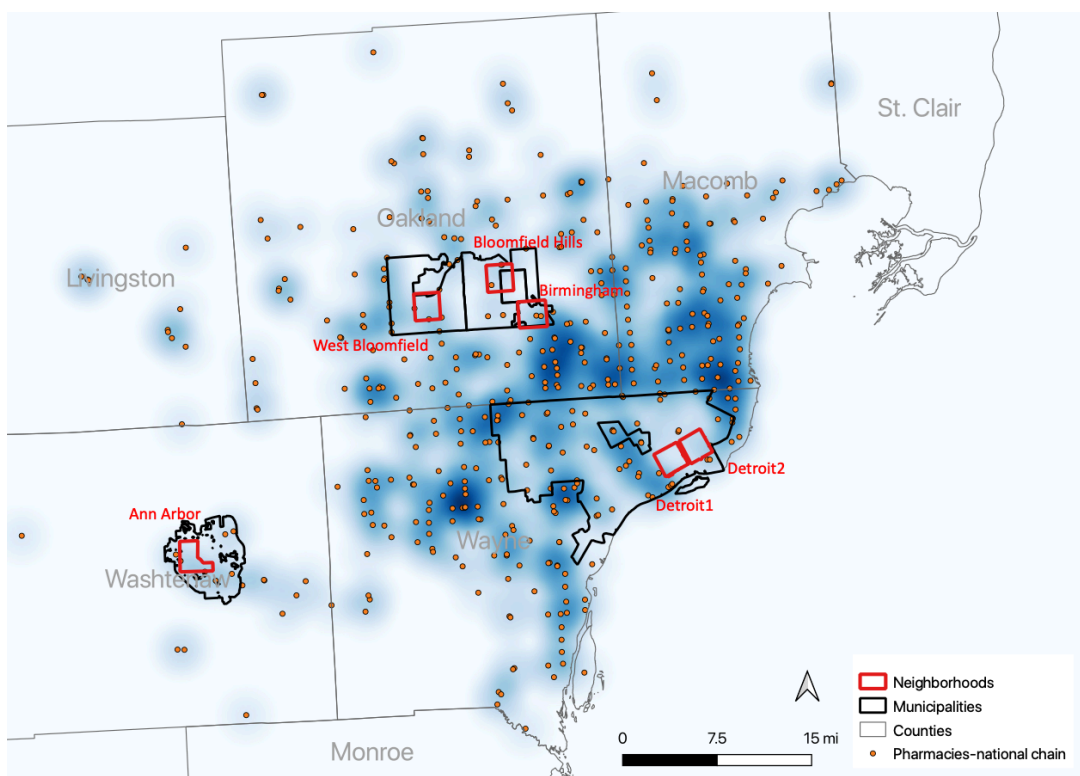 St. Clair
Macomb
Oakland
Bloomfield Hills
Livingston
Birmingham
West Bloomfield
Detroit2
Detroit1
Ann Arbor
Wayne
Washtenaw
Monroe
0 7.5 15 mi
Neighborhoods
Municipalities
Counties
Pharmacies-national chain